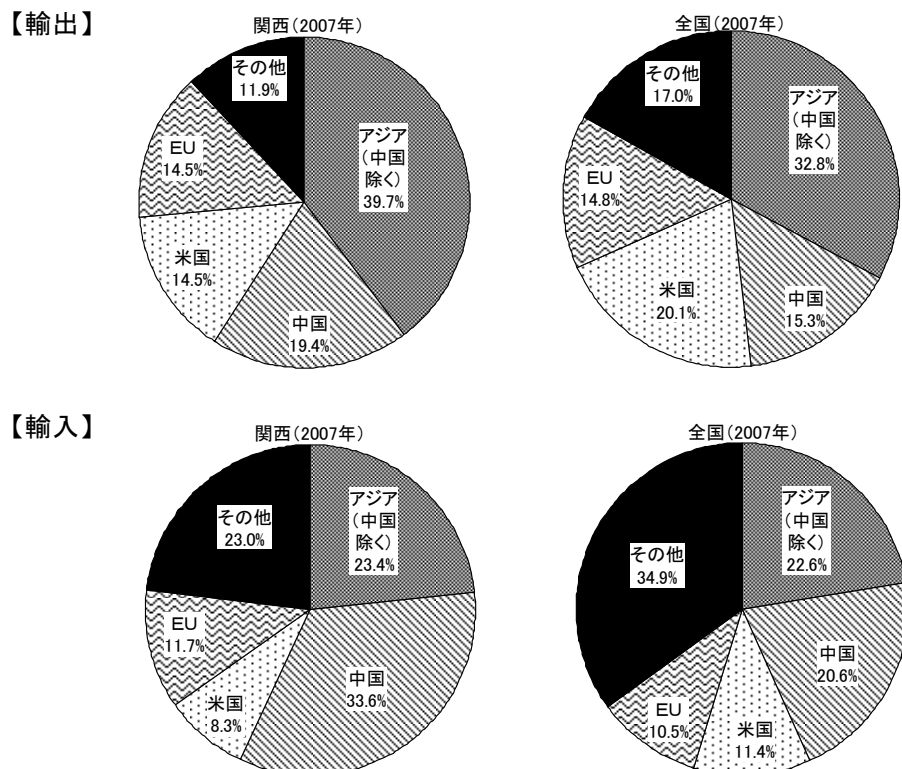 【輸出】
関西(2007年)
その他
11.9%
アジア
(中国
除く)
39.7%
EU
14.5%
米国
14.5%
中国
19.4%
全国(2007年)
その他
17.0%
アジア
(中国
除く)
32.8%
EU
14.8%
米国
20.1%
中国
15.3%
【輸入】
関西(2007年)
その他
23.0%
アジア
(中国
除く)
23.4%
EU
11.7%
米国
8.3%
中国
33.6%
全国(2007年)
その他
34.9%
アジア
(中国
除く)
22.6%
中国
20.6%
EU
10.5%
米国
11.4%